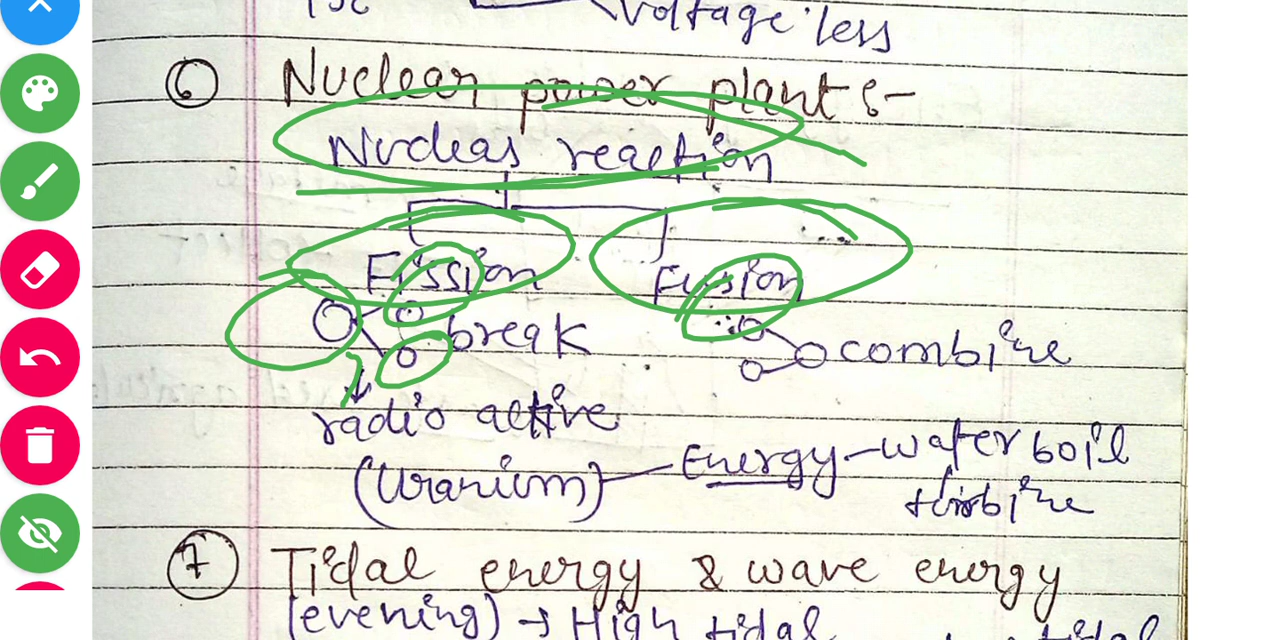 voltage less
⑥ Nuclear power plant :-
Nuclear reaction
Fission Fusion
break combine
radio active
(Uranium) — Energy — water boil
turbine
⑦ Tidal energy & wave energy
(evening) → High tidal